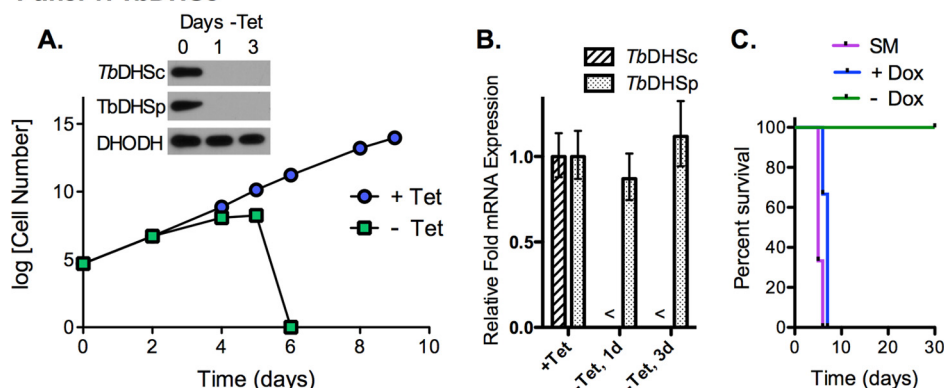 A.
Days -Tet
0 1 3
TbDHSc
TbDHSp
DHODH
15
10
5
0
log [Cell Number]
+ Tet
- Tet
0 2 4 6 8 10
Time (days)
B.
TbDHSc
TbDHSp
Relative Fold mRNA Expression
1.0
0.5
0.0
< <
+Tet
-Tet, 1d
-Tet, 3d
C.
SM
+ Dox
- Dox
Percent survival
100
80
60
40
20
0
0 10 20 30
Time (days)